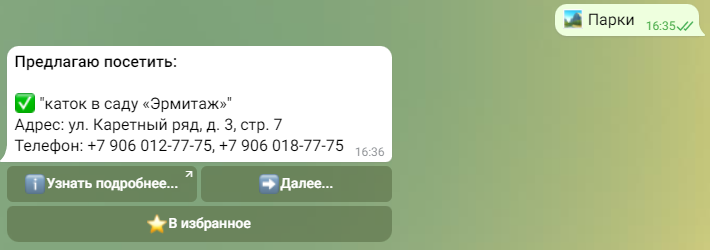 Парки
16:35
Предлагаю посетить:
"каток в саду «Эрмитаж»"
Адрес: ул. Каретный ряд, д. 3, стр. 7
Телефон: +7 906 012-77-75, +7 906 018-77-75
16:36
Узнать подробнее...
Далее...
В избранное